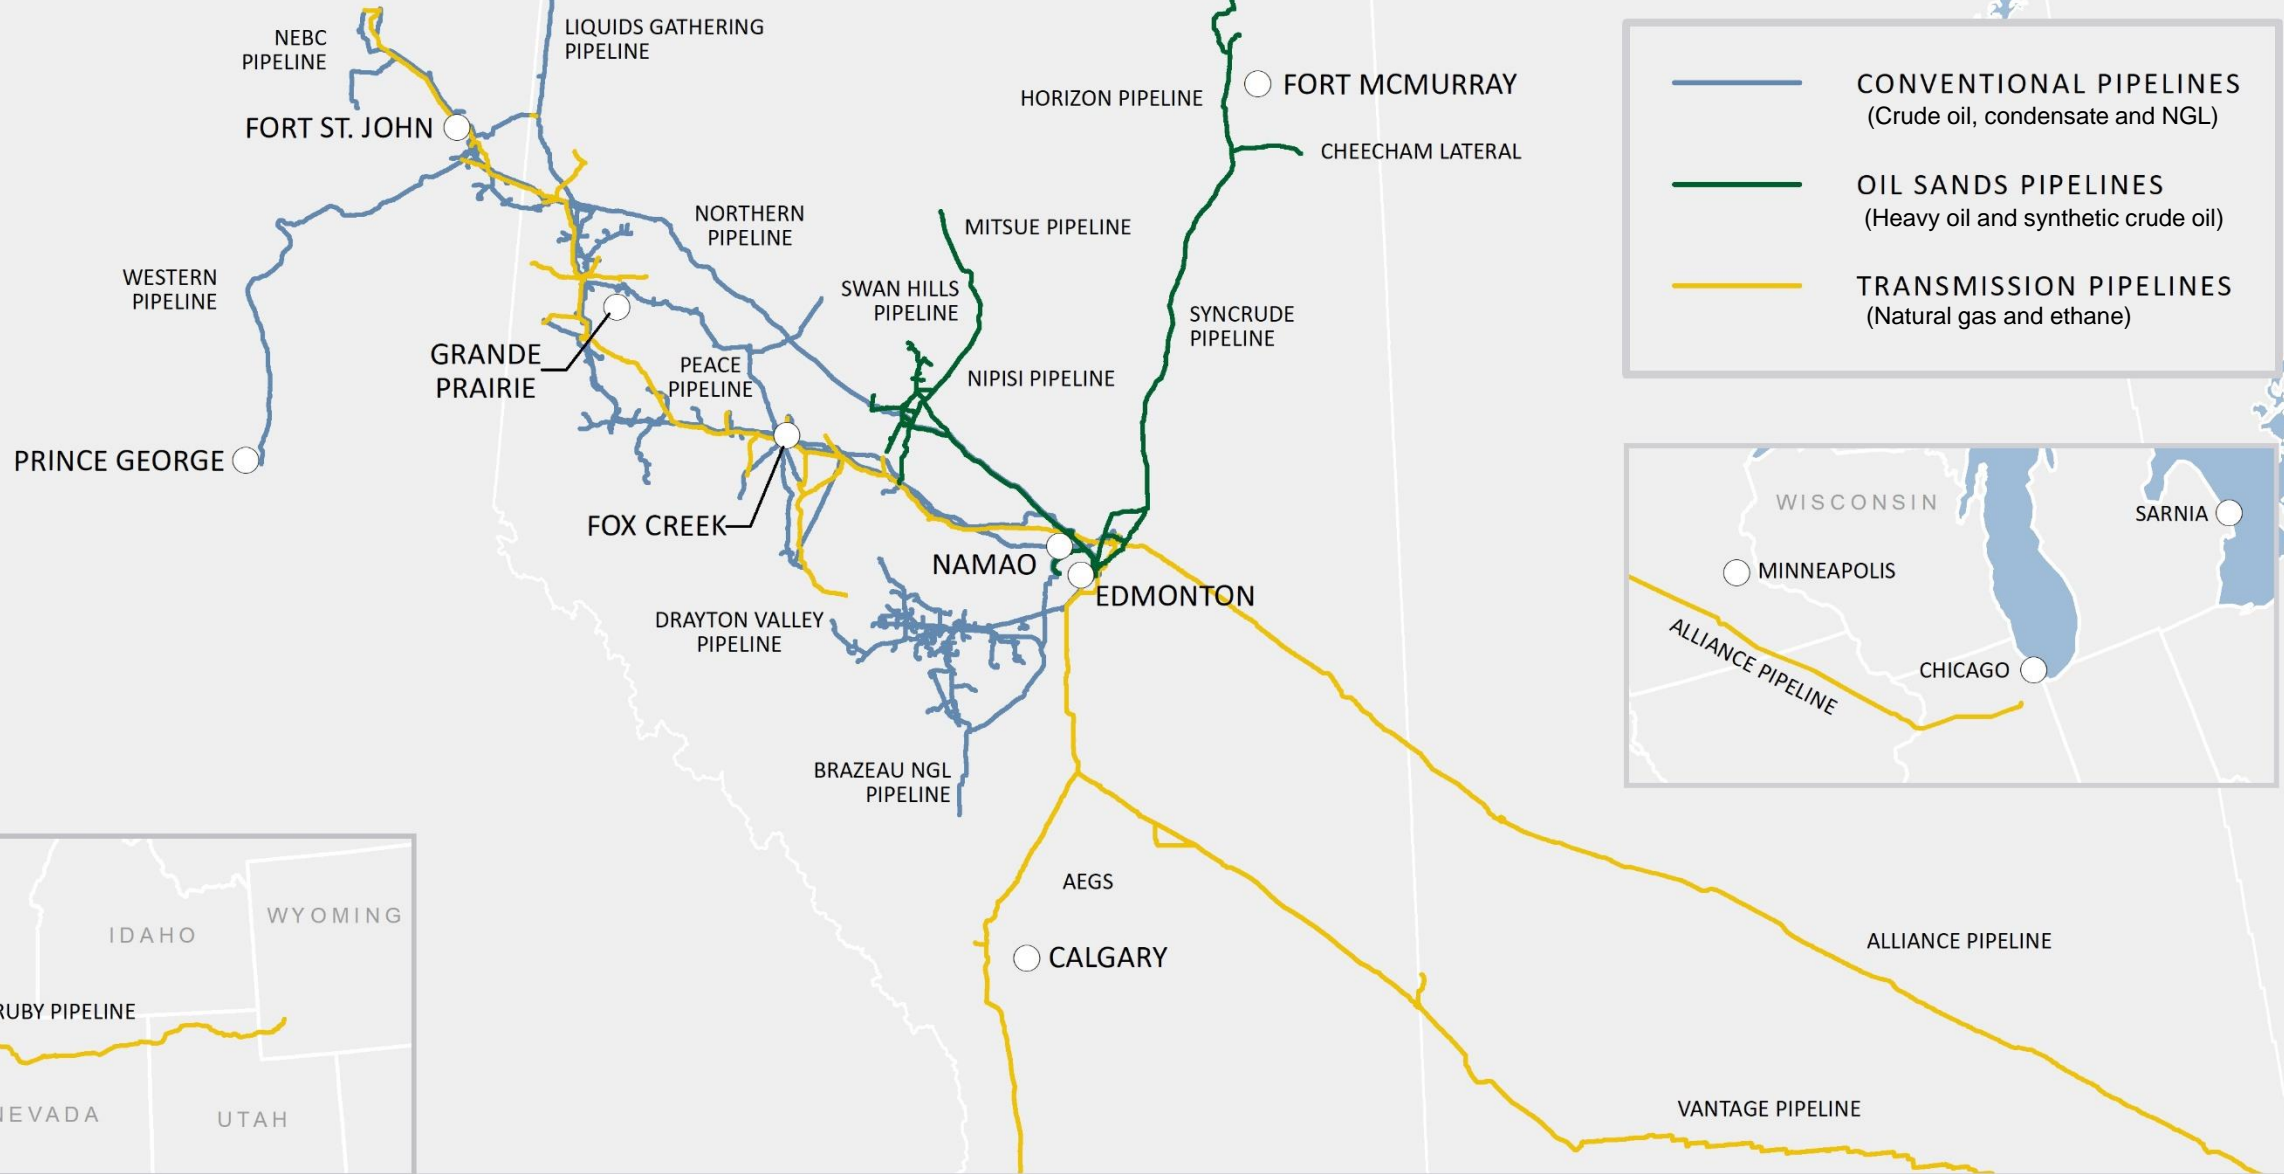 NEBC
PIPELINE
LIQUIDS GATHERING
PIPELINE
FORT ST. JOHN
HORIZON PIPELINE
FORT MCMURRAY
CHEECHAM LATERAL
CONVENTIONAL PIPELINES
(Crude oil, condensate and NGL)
OIL SANDS PIPELINES
(Heavy oil and synthetic crude oil)
TRANSMISSION PIPELINES
(Natural gas and ethane)
NORTHERN
PIPELINE
MITSUE PIPELINE
WESTERN
PIPELINE
SWAN HILLS
PIPELINE
SYNCRUDE
PIPELINE
GRANDE
PRAIRIE
PEACE
PIPELINE
NIPISI PIPELINE
PRINCE GEORGE
FOX CREEK
NAMAO
EDMONTON
DRAYTON VALLEY
PIPELINE
BRAZEAU NGL
PIPELINE
WISCONSIN
SARNIA
MINNEAPOLIS
ALLIANCE PIPELINE
CHICAGO
AEGS
CALGARY
ALLIANCE PIPELINE
VANTAGE PIPELINE
IDAHO
WYOMING
RUBY PIPELINE
NEVADA
UTAH